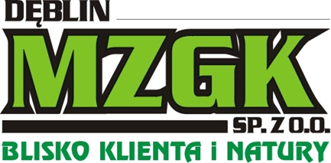 DĘBLIN
MZGK
SP. Z O.O.
BLISKO KLIENTA i NATURY